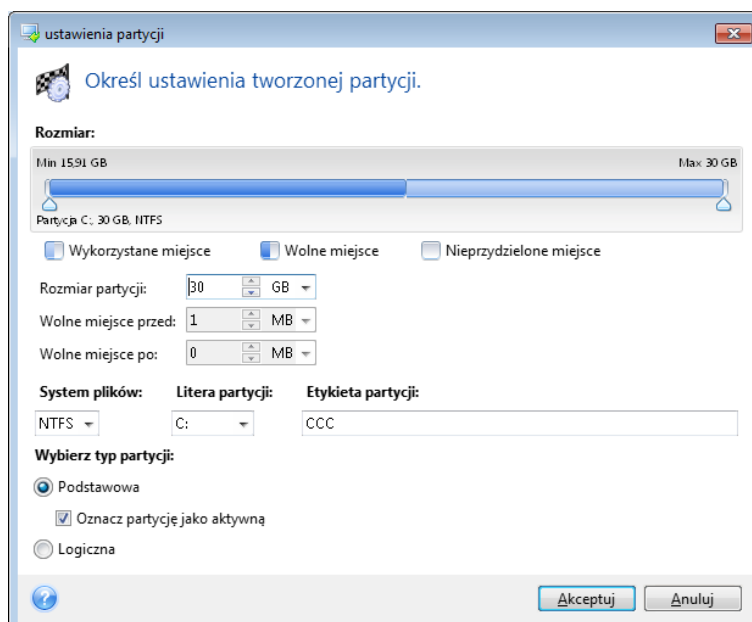 ustawienia partycji
Określ ustawienia tworzonej partycji.
Rozmiar:
Min 15,91 GB Max 30 GB
Partycja C:, 30 GB, NTFS
Wykorzystane miejsce Wolne miejsce Nieprzydzielone miejsce
Rozmiar partycji: 30 GB
Wolne miejsce przed: 1 MB
Wolne miejsce po: 0 MB
System plików: Litera partycji: Etykieta partycji:
NTFS C: CCC
Wybierz typ partycji:
Podstawowa
Oznacz partycję jako aktywną
Logiczna
? Akceptuj Anuluj